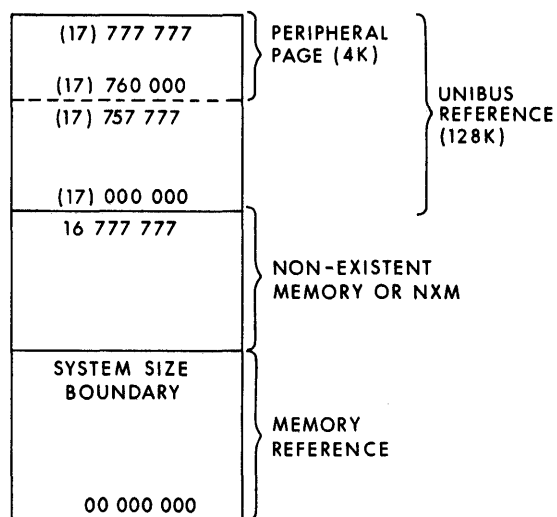 (17) 777 777
PERIPHERAL
PAGE (4K)
(17) 760 000
(17) 757 777
UNIBUS
REFERENCE
(128K)
(17) 000 000
16 777 777
NON-EXISTENT
MEMORY OR NXM
SYSTEM SIZE
BOUNDARY
MEMORY
REFERENCE
00 000 000